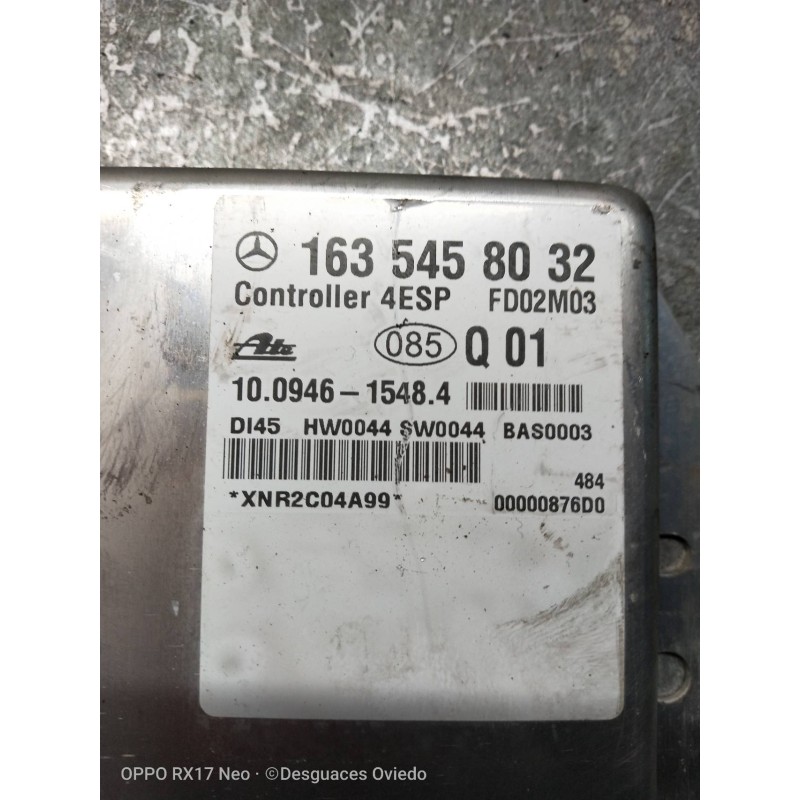 163 545 80 32
Controller 4ESP FD02M03
Ate 085 Q 01
10.0946-1548.4
DI45 HW0044 SW0044 BAS0003
484
*XNR2C04A99* 00000876D0
OPPO RX17 Neo · ©Desguaces Oviedo